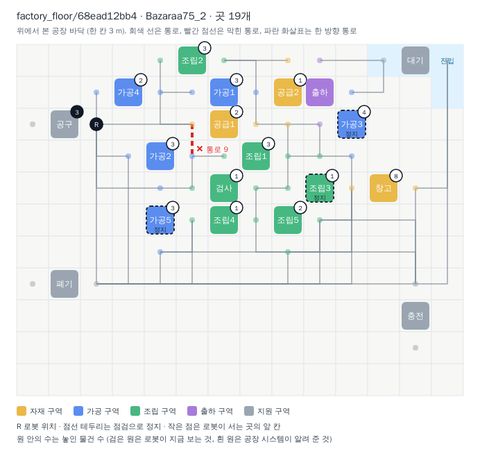 factory_floor/68ead12bb4 · Bazaraa75_2 · 곳 19개
위에서 본 공장 바닥 (한 칸 3 m). 회색 선은 통로, 빨간 점선은 막힌 통로, 파란 화살표는 한 방향 통로
조립2 3
대기
진입
가공4 2
가공1 3
공급2 1
출하
공구 3
R
공급1 2
가공3 4
정지
✕ 통로 9
가공2 3
조립1 3
검사 1
조립3 1
정지
창고 8
가공5 3
정지
조립4 1
조립5 2
폐기
충전
자재 구역
가공 구역
조립 구역
출하 구역
지원 구역
R 로봇 위치 · 점선 테두리는 점검으로 정지 · 작은 점은 로봇이 서는 곳의 앞 칸
원 안의 수는 놓인 물건 수 (검은 원은 로봇이 지금 보는 것, 흰 원은 공장 시스템이 알려 준 것)